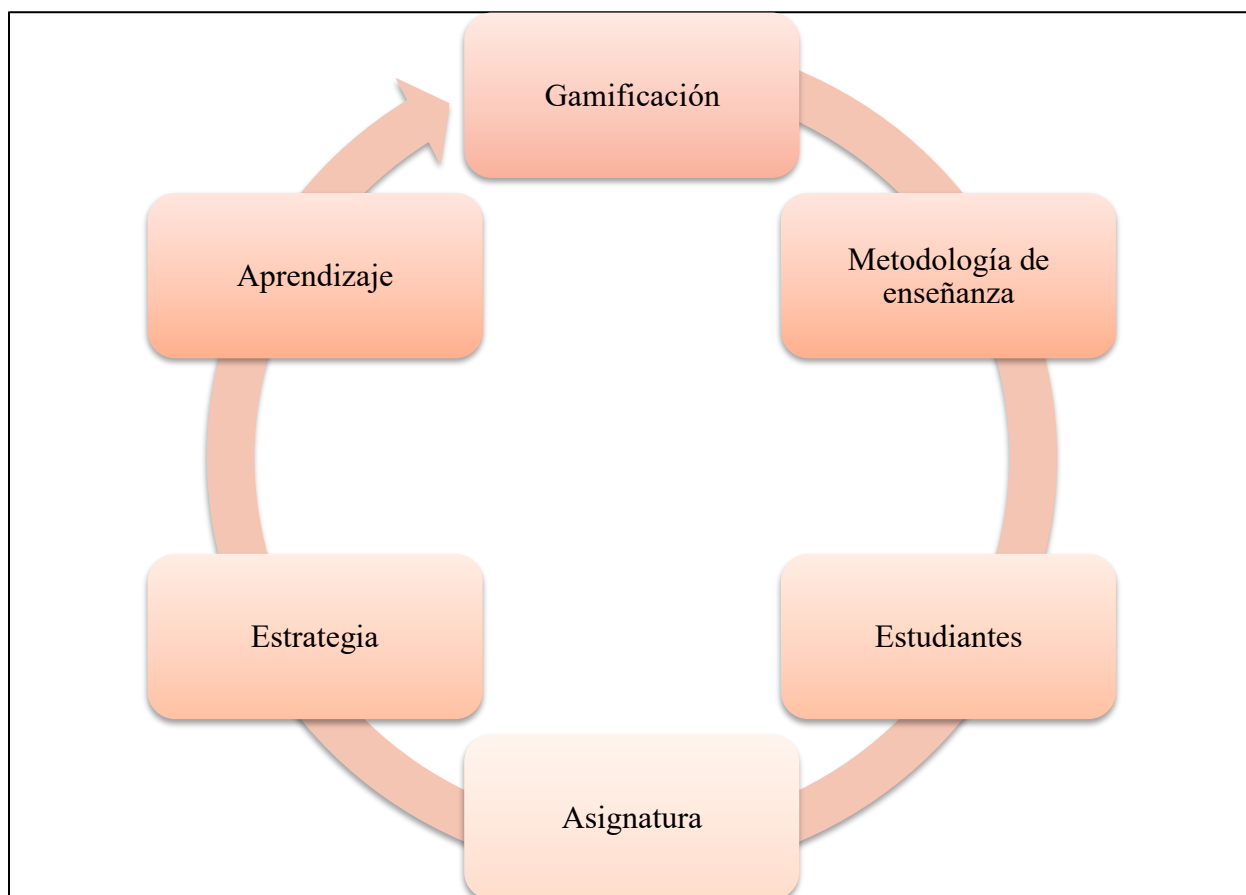 Gamificación
Metodología de
enseñanza
Estudiantes
Asignatura
Estrategia
Aprendizaje